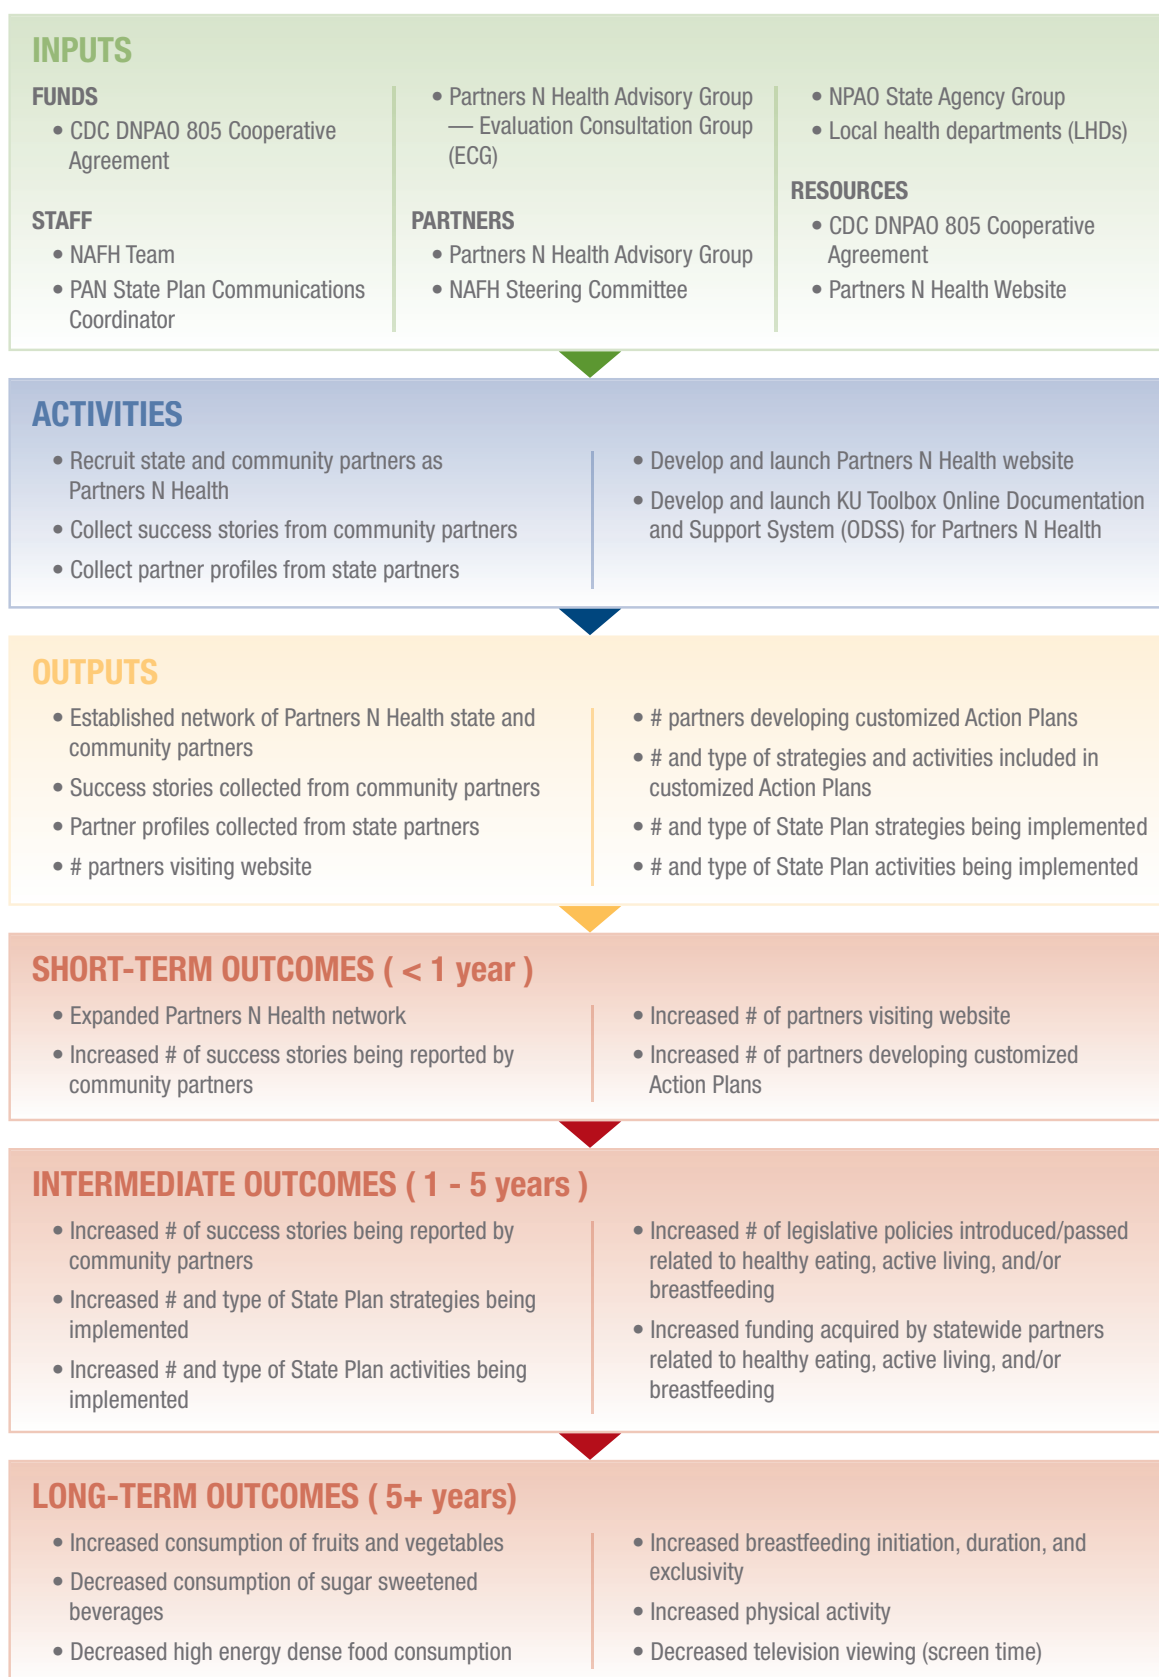 INPUTS
FUNDS
• CDC DNPAO 805 Cooperative
Agreement
STAFF
• NAFH Team
• PAN State Plan Communications
Coordinator
• Partners N Health Advisory Group
— Evaluation Consultation Group
(ECG)
PARTNERS
• Partners N Health Advisory Group
• NAFH Steering Committee
• NPAO State Agency Group
• Local health departments (LHDs)
RESOURCES
• CDC DNPAO 805 Cooperative
Agreement
• Partners N Health Website
ACTIVITIES
• Recruit state and community partners as
Partners N Health
• Collect success stories from community partners
• Collect partner profiles from state partners
• Develop and launch Partners N Health website
• Develop and launch KU Toolbox Online Documentation
and Support System (ODSS) for Partners N Health
OUTPUTS
• Established network of Partners N Health state and
community partners
• Success stories collected from community partners
• Partner profiles collected from state partners
• # partners visiting website
• # partners developing customized Action Plans
• # and type of strategies and activities included in
customized Action Plans
• # and type of State Plan strategies being implemented
• # and type of State Plan activities being implemented
SHORT-TERM OUTCOMES ( < 1 year )
• Expanded Partners N Health network
• Increased # of success stories being reported by
community partners
• Increased # of partners visiting website
• Increased # of partners developing customized
Action Plans
INTERMEDIATE OUTCOMES ( 1 - 5 years )
• Increased # of success stories being reported by
community partners
• Increased # and type of State Plan strategies being
implemented
• Increased # and type of State Plan activities being
implemented
• Increased # of legislative policies introduced/passed
related to healthy eating, active living, and/or
breastfeeding
• Increased funding acquired by statewide partners
related to healthy eating, active living, and/or
breastfeeding
LONG-TERM OUTCOMES ( 5+ years)
• Increased consumption of fruits and vegetables
• Decreased consumption of sugar sweetened
beverages
• Decreased high energy dense food consumption
• Increased breastfeeding initiation, duration, and
exclusivity
• Increased physical activity
• Decreased television viewing (screen time)